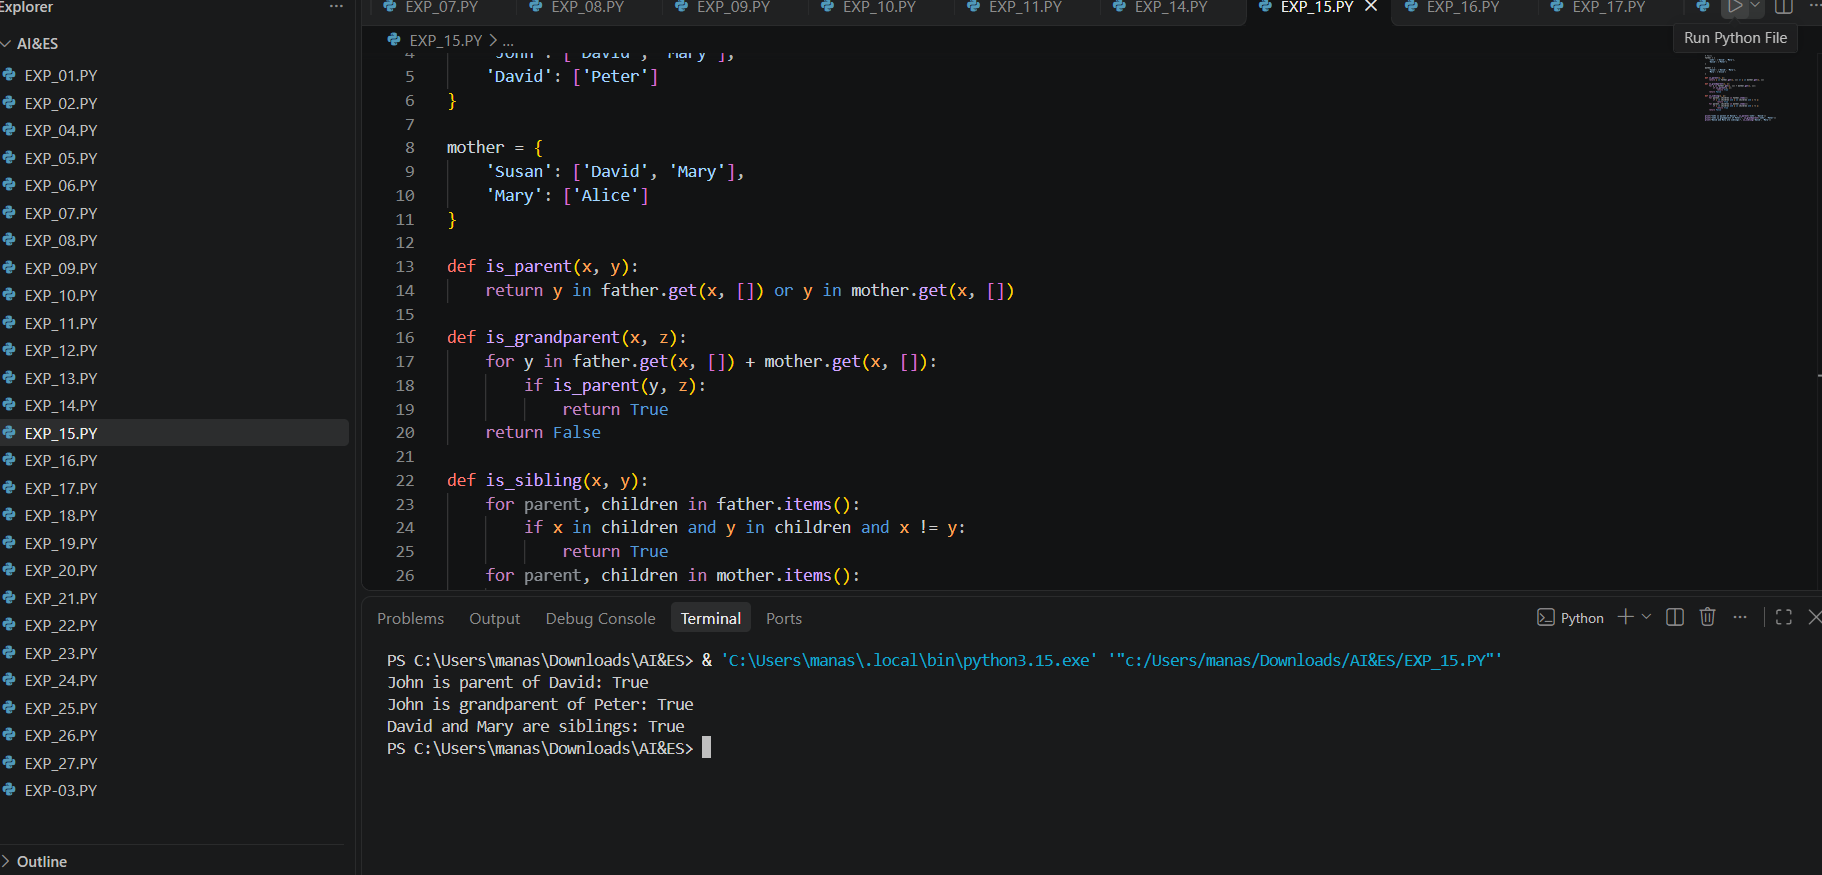 Explorer
AI&ES
EXP_01.PY
EXP_02.PY
EXP_04.PY
EXP_05.PY
EXP_06.PY
EXP_07.PY
EXP_08.PY
EXP_09.PY
EXP_10.PY
EXP_11.PY
EXP_12.PY
EXP_13.PY
EXP_14.PY
EXP_15.PY
EXP_16.PY
EXP_17.PY
EXP_18.PY
EXP_19.PY
EXP_20.PY
EXP_21.PY
EXP_22.PY
EXP_23.PY
EXP_24.PY
EXP_25.PY
EXP_26.PY
EXP_27.PY
EXP-03.PY
Outline
EXP_07.PY EXP_08.PY EXP_09.PY EXP_10.PY EXP_11.PY EXP_14.PY EXP_15.PY EXP_16.PY EXP_17.PY
Run Python File
EXP_15.PY > ...
4 'John': ['David', 'Mary'],
5 'David': ['Peter']
6 }
7
8 mother = {
9 'Susan': ['David', 'Mary'],
10 'Mary': ['Alice']
11 }
12
13 def is_parent(x, y):
14 return y in father.get(x, []) or y in mother.get(x, [])
15
16 def is_grandparent(x, z):
17 for y in father.get(x, []) + mother.get(x, []):
18 if is_parent(y, z):
19 return True
20 return False
21
22 def is_sibling(x, y):
23 for parent, children in father.items():
24 if x in children and y in children and x != y:
25 return True
26 for parent, children in mother.items():
Problems Output Debug Console Terminal Ports
Python
PS C:\Users\manas\Downloads\AI&ES> & 'C:\Users\manas\.local\bin\python3.15.exe' '"c:/Users/manas/Downloads/AI&ES/EXP_15.PY"'
John is parent of David: True
John is grandparent of Peter: True
David and Mary are siblings: True
PS C:\Users\manas\Downloads\AI&ES>